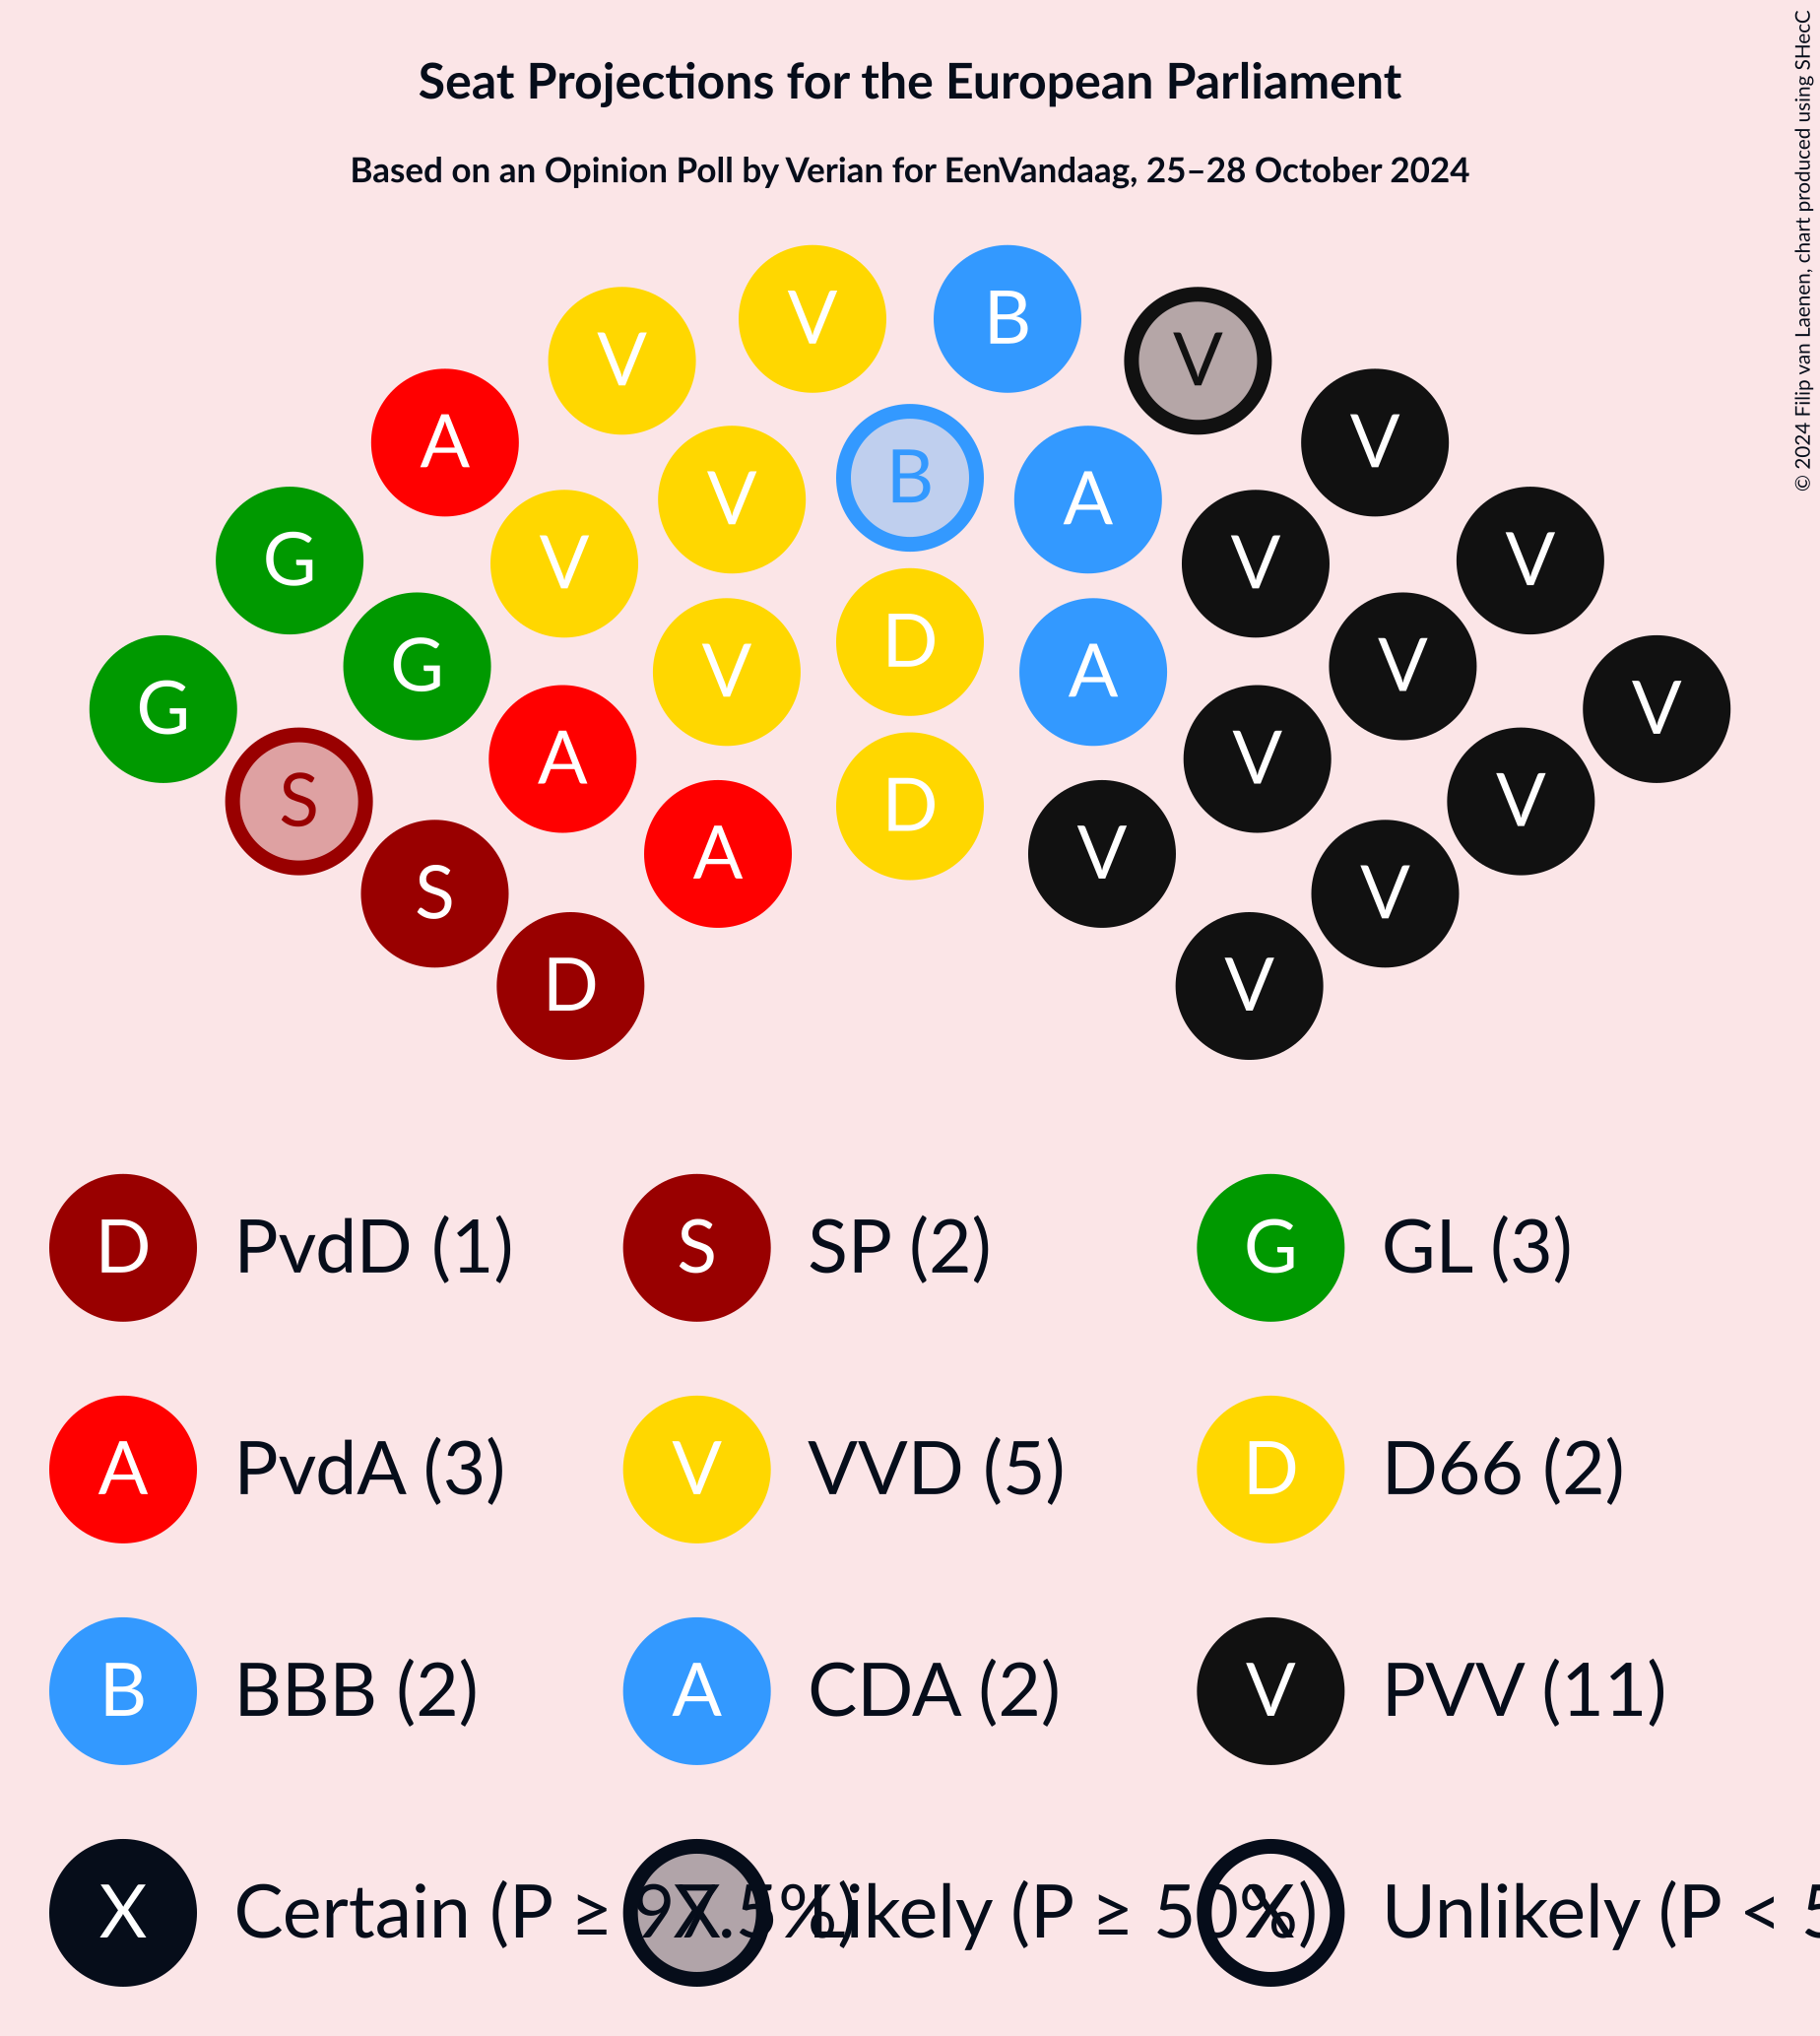 Seat Projections for the European Parliament
Based on an Opinion Poll by Verian for EenVandaag, 25–28 October 2024
© 2024 Filip van Laenen, chart produced using SHecC
V V B
V V
A V B A V
G V V V
G D
G V A V V
A V
S A D V V
S V
D V
D PvdD (1) S SP (2) G GL (3)
A PvdA (3) V VVD (5) D D66 (2)
B BBB (2) A CDA (2) V PVV (11)
X Certain (P ≥ 97.5%) X Likely (P ≥ 50%) X Unlikely (P < 5